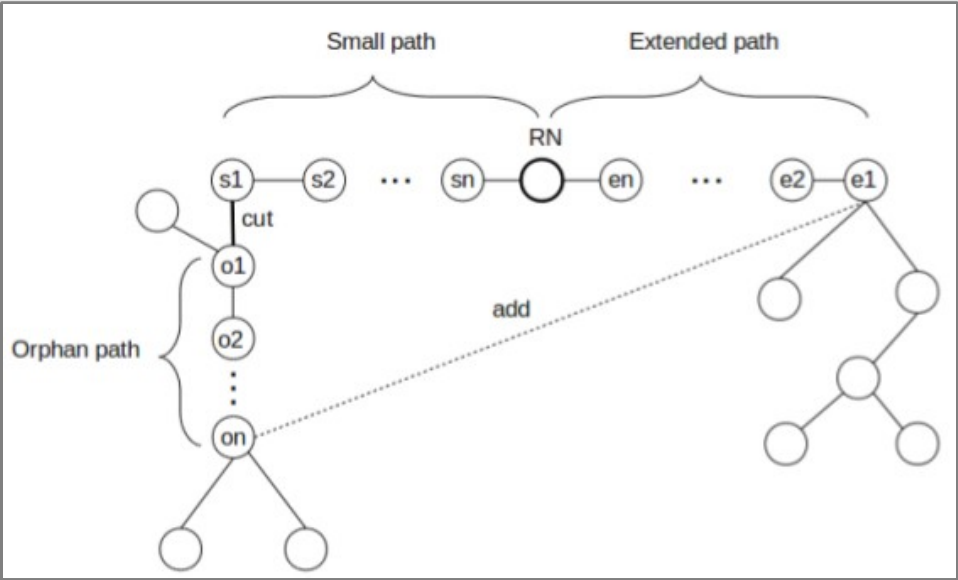 Small path
Extended path
RN
s1 s2 ... sn en ... e2 e1
cut
o1
add
o2
Orphan path
on